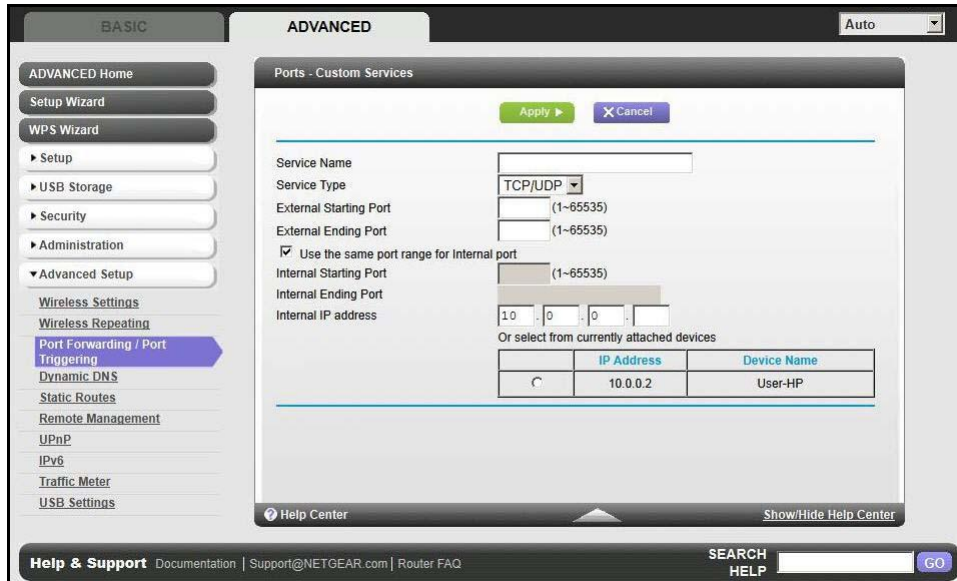 BASIC
ADVANCED
Auto
ADVANCED Home
Setup Wizard
WPS Wizard
Setup
USB Storage
Security
Administration
Advanced Setup
Wireless Settings
Wireless Repeating
Port Forwarding / Port
Triggering
Dynamic DNS
Static Routes
Remote Management
UPnP
IPv6
Traffic Meter
USB Settings
Ports - Custom Services
Apply
Cancel
Service Name
Service Type TCP/UDP
External Starting Port (1~65535)
External Ending Port (1~65535)
Use the same port range for Internal port
Internal Starting Port (1~65535)
Internal Ending Port
Internal IP address 10 . 0 . 0 .
Or select from currently attached devices
IP Address Device Name
10.0.0.2 User-HP
Help Center Show/Hide Help Center
Help & Support Documentation | Support@NETGEAR.com | Router FAQ
SEARCH
HELP
GO